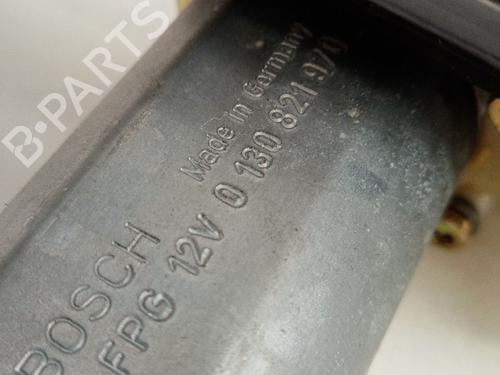 B-PARTS
Made in Germany
BOSCH
FPG 12V 0 130 821 970